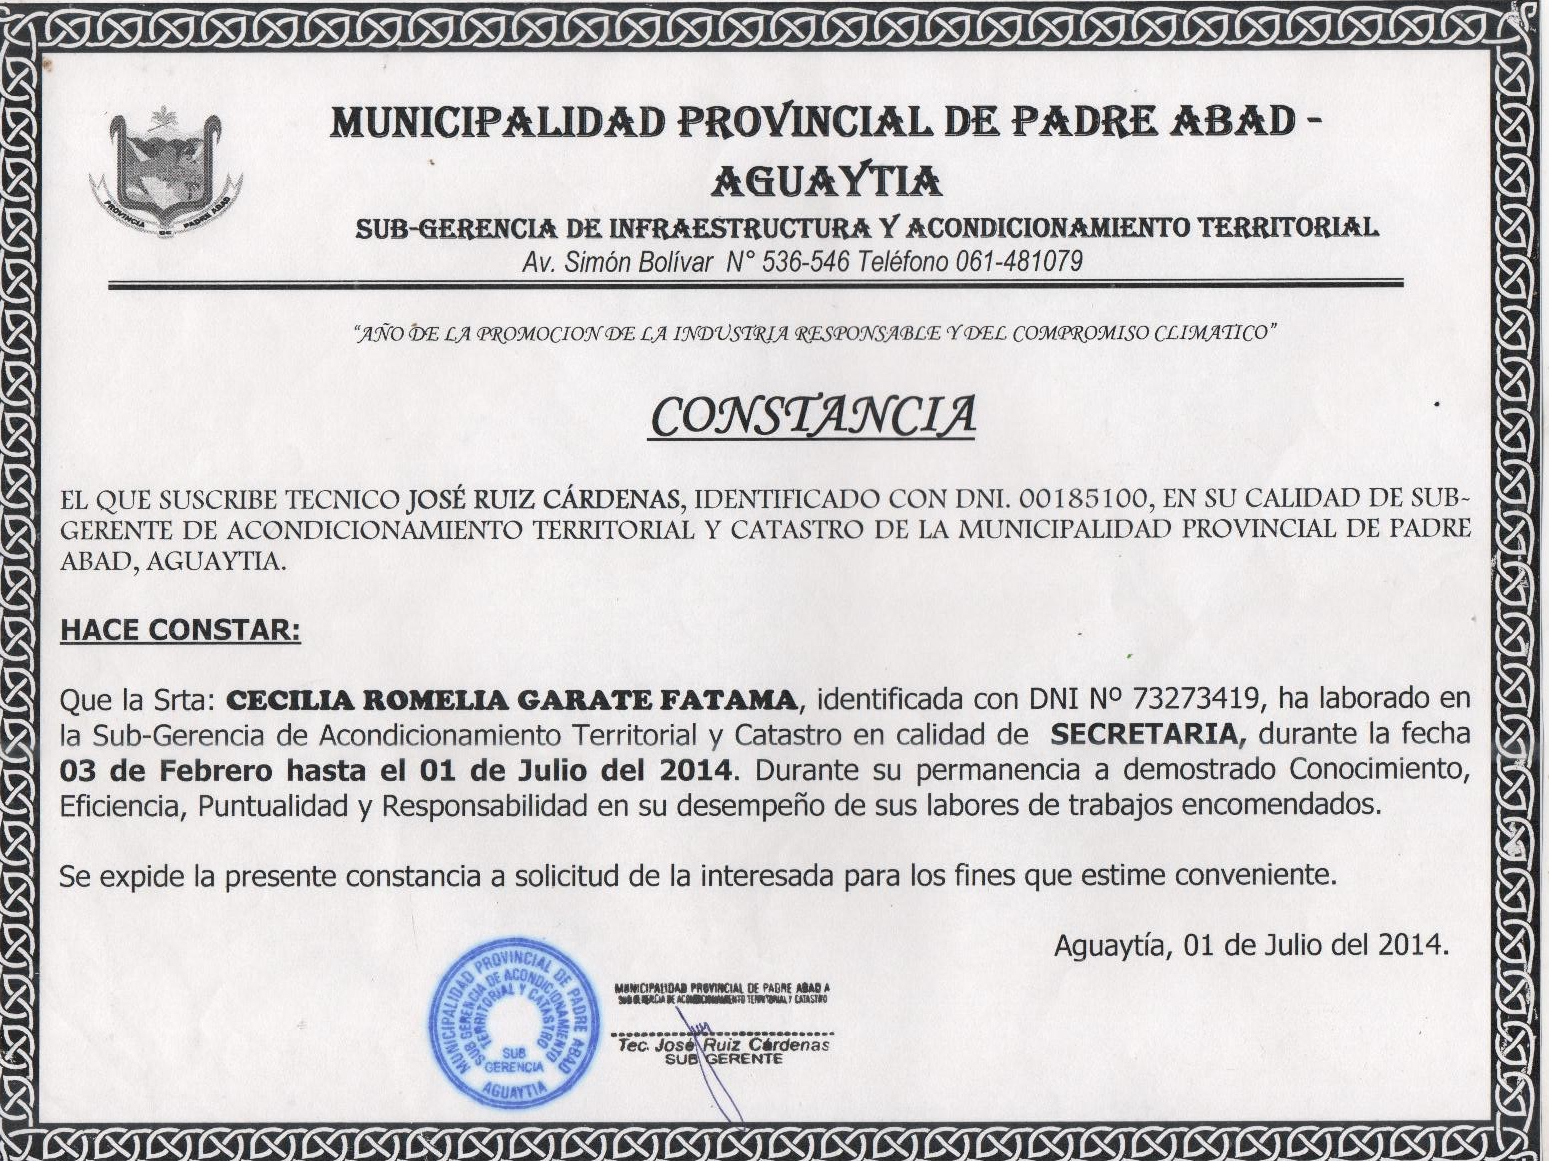 MUNICIPALIDAD PROVINCIAL DE PADRE ABAD -
AGUAYTIA
SUB-GERENCIA DE INFRAESTRUCTURA Y ACONDICIONAMIENTO TERRITORIAL
Av. Simón Bolívar N° 536-546 Teléfono 061-481079
PROVINCIA DE PADRE ABAD
“AÑO DE LA PROMOCION DE LA INDUSTRIA RESPONSABLE Y DEL COMPROMISO CLIMATICO”
CONSTANCIA
EL QUE SUSCRIBE TECNICO JOSÉ RUIZ CÁRDENAS, IDENTIFICADO CON DNI. 00185100, EN SU CALIDAD DE SUB-
GERENTE DE ACONDICIONAMIENTO TERRITORIAL Y CATASTRO DE LA MUNICIPALIDAD PROVINCIAL DE PADRE
ABAD, AGUAYTIA.
HACE CONSTAR:
Que la Srta: CECILIA ROMELIA GARATE FATAMA, identificada con DNI Nº 73273419, ha laborado en
la Sub-Gerencia de Acondicionamiento Territorial y Catastro en calidad de SECRETARIA, durante la fecha
03 de Febrero hasta el 01 de Julio del 2014. Durante su permanencia a demostrado Conocimiento,
Eficiencia, Puntualidad y Responsabilidad en su desempeño de sus labores de trabajos encomendados.
Se expide la presente constancia a solicitud de la interesada para los fines que estime conveniente.
Aguaytía, 01 de Julio del 2014.
MUNICIPALIDAD PROVINCIAL DE PADRE ABAD
SUB GERENCIA DE ACONDICIONAMIENTO
TERRITORIAL Y CATASTRO
SUB
GERENCIA
AGUAYTIA
MUNICIPALIDAD PROVINCIAL DE PADRE ABAD A
SUB GERENCIA DE ACONDICIONAMIENTO TERRITORIAL Y CATASTRO
Tec. José Ruiz Cárdenas
SUB GERENTE